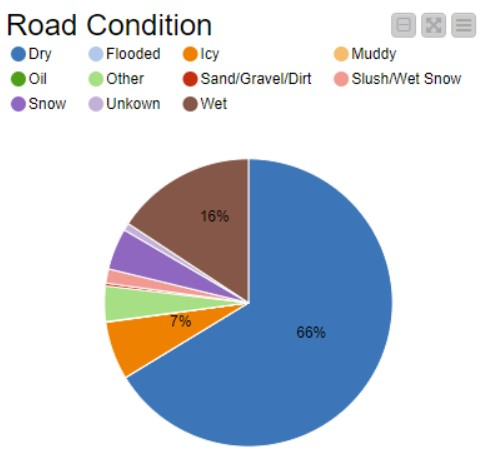 Road Condition
Dry Flooded Icy Muddy
Oil Other Sand/Gravel/Dirt Slush/Wet Snow
Snow Unkown Wet
16%
7%
66%